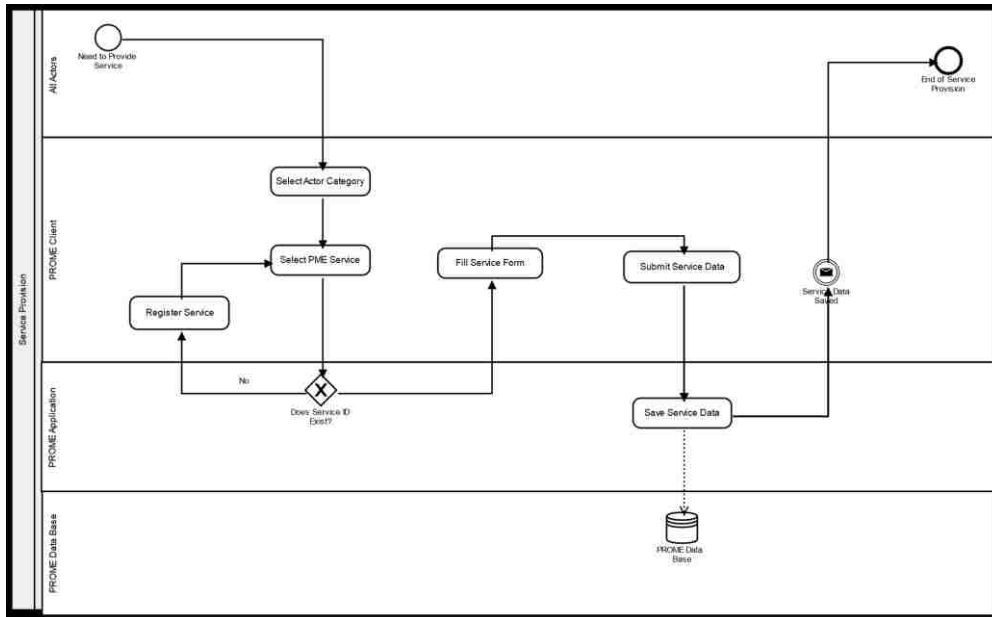 Service Provision
All Actors
Need to Provide
Service
End of Service
Provision
PROME Client
Select Actor Category
Select PME Service
Fill Service Form
Submit Service Data
Register Service
Service Data
Saved
PROME Application
No
Does Service ID
Exist?
Save Service Data
PROME Data Base
PROME Data
Base